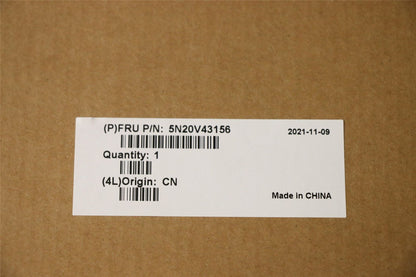 (P)FRU P/N: 5N20V43156
2021-11-09
Quantity: 1
(4L)Origin: CN
Made in CHINA